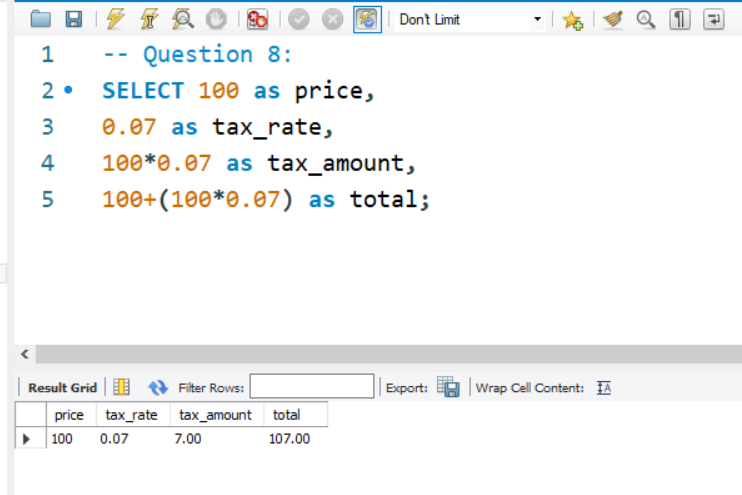 Don't Limit
1 -- Question 8:
2 SELECT 100 as price,
3 0.07 as tax_rate,
4 100*0.07 as tax_amount,
5 100+(100*0.07) as total;
Result Grid Filter Rows: Export: Wrap Cell Content:
price tax_rate tax_amount total
100 0.07 7.00 107.00